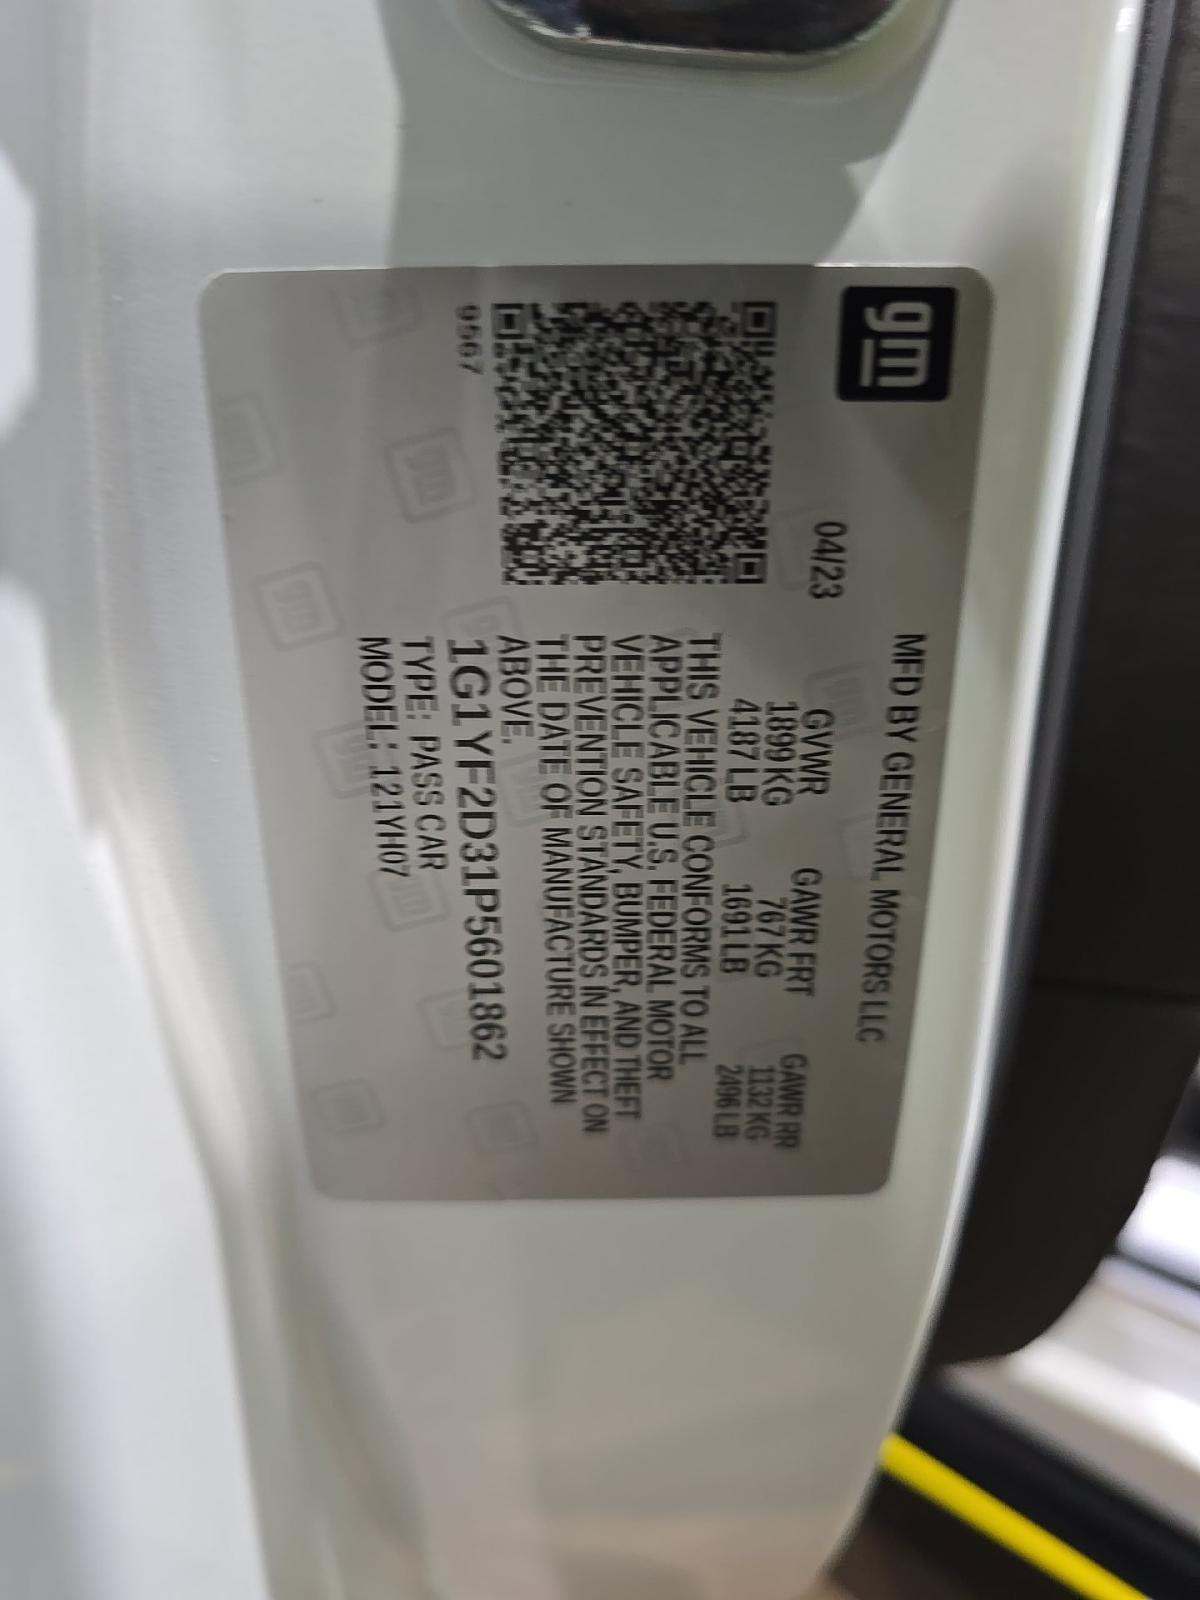 gm
MFD BY GENERAL MOTORS LLC
04/23
GVWR GAWR FRT GAWR RR
1899 KG 767 KG 1132 KG
4187 LB 1691 LB 2496 LB
THIS VEHICLE CONFORMS TO ALL
APPLICABLE U.S. FEDERAL MOTOR
VEHICLE SAFETY, BUMPER, AND THEFT
PREVENTION STANDARDS IN EFFECT ON
THE DATE OF MANUFACTURE SHOWN
ABOVE.
1G1YF2D31P5601862
TYPE: PASS CAR
MODEL: 121YH07
9567